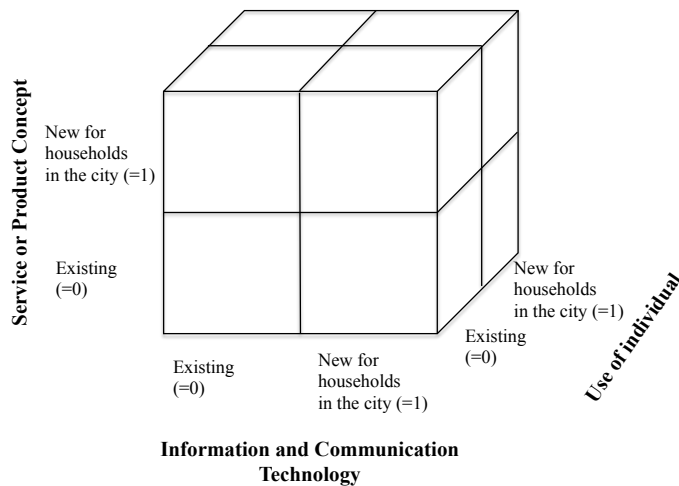 Service or Product Concept
New for
households
in the city (=1)
Existing
(=0)
Existing
(=0)
New for
households
in the city (=1)
Existing
(=0)
New for
households
in the city (=1)
Use of individual
Information and Communication
Technology